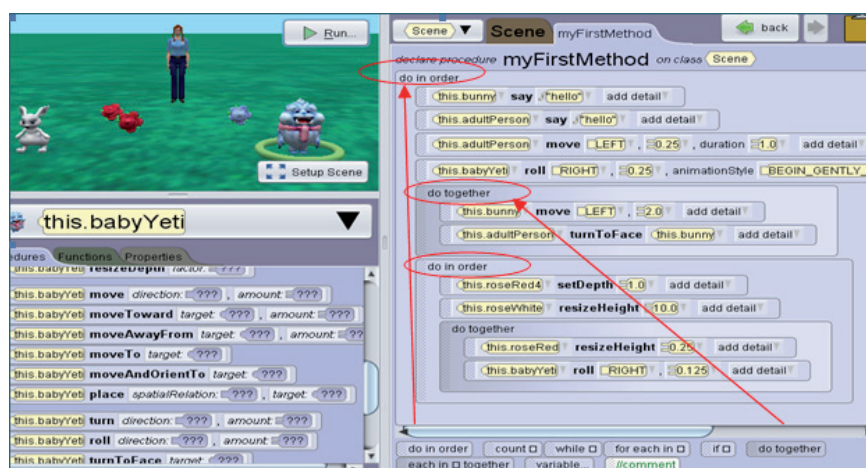 Run...
Setup Scene
this.babyYeti
dures Functions Properties
this.babyYeti resizeDepth factor: ???
this.babyYeti move direction: ??? , amount: ???
this.babyYeti moveToward target: ??? , amount: ???
this.babyYeti moveAwayFrom target: ??? , amount: ??
this.babyYeti moveTo target: ???
this.babyYeti moveAndOrientTo target: ???
this.babyYeti place spatialRelation: ??? , target: ???
this.babyYeti turn direction: ??? , amount: ???
this.babyYeti roll direction: ??? , amount: ???
this.babyYeti turnToFace target: ???
Scene Scene myFirstMethod back
declare procedure myFirstMethod on class Scene
do in order
this.bunny say "hello" add detail
this.adultPerson say "hello" add detail
this.adultPerson move LEFT , 0.25 , duration 1.0 add detail
this.babyYeti roll RIGHT , 0.25 , animationStyle BEGIN_GENTLY_
do together
this.bunny move LEFT , 2.0 add detail
this.adultPerson turnToFace this.bunny add detail
do in order
this.roseRed4 setDepth 1.0 add detail
this.roseWhite resizeHeight 10.0 add detail
do together
this.roseRed resizeHeight 0.25 add detail
this.babyYeti roll RIGHT , 0.125 add detail
do in order count while for each in if do together
each in together variable... //comment